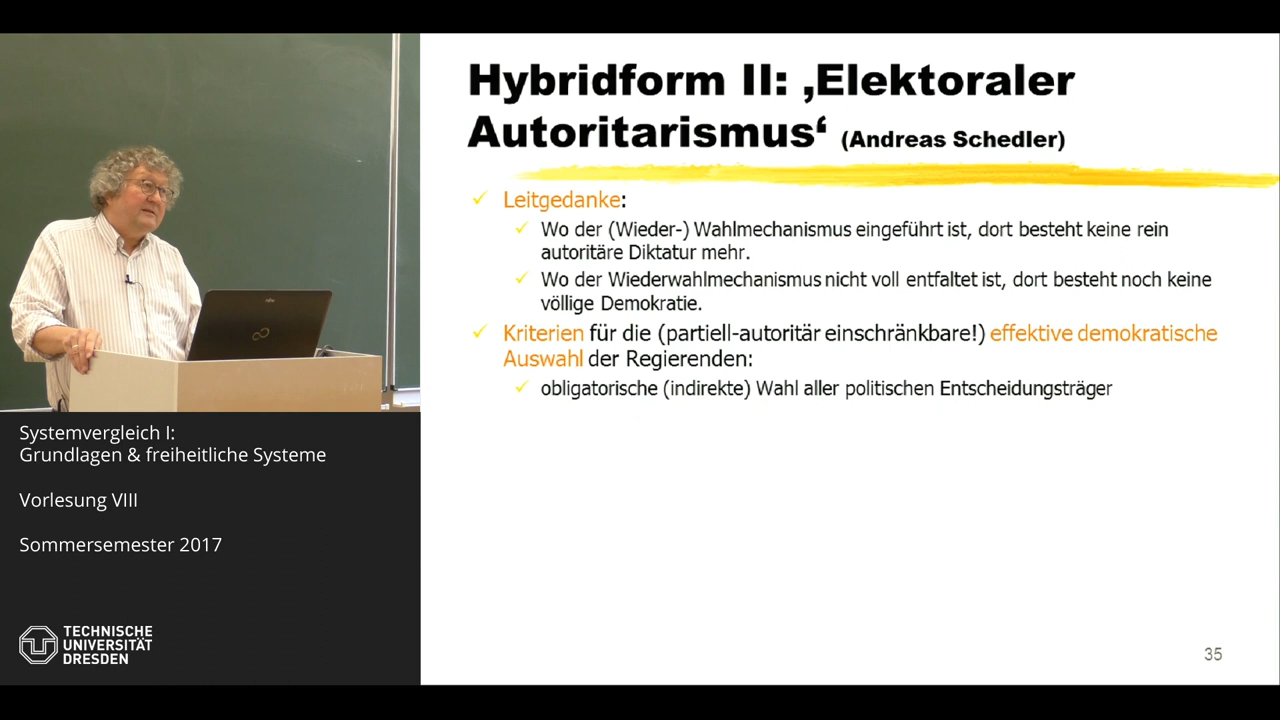 Hybridform II: ‚Elektoraler
Autoritarismus‘ (Andreas Schedler)
Leitgedanke:
Wo der (Wieder-) Wahlmechanismus eingeführt ist, dort besteht keine rein
autoritäre Diktatur mehr.
Wo der Wiederwahlmechanismus nicht voll entfaltet ist, dort besteht noch keine
völlige Demokratie.
Kriterien für die (partiell-autoritär einschränkbare!) effektive demokratische
Auswahl der Regierenden:
obligatorische (indirekte) Wahl aller politischen Entscheidungsträger
35
Systemvergleich I:
Grundlagen & freiheitliche Systeme
Vorlesung VIII
Sommersemester 2017
TECHNISCHE
UNIVERSITÄT
DRESDEN